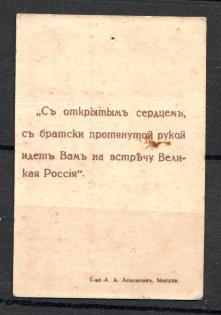 „Съ открытымъ сердцемъ,
съ братски протянутой рукой
идетъ Вамъ на встрѣчу Вели-
кая Россія“.
Т-во А. А. Левенсонъ, Москва.